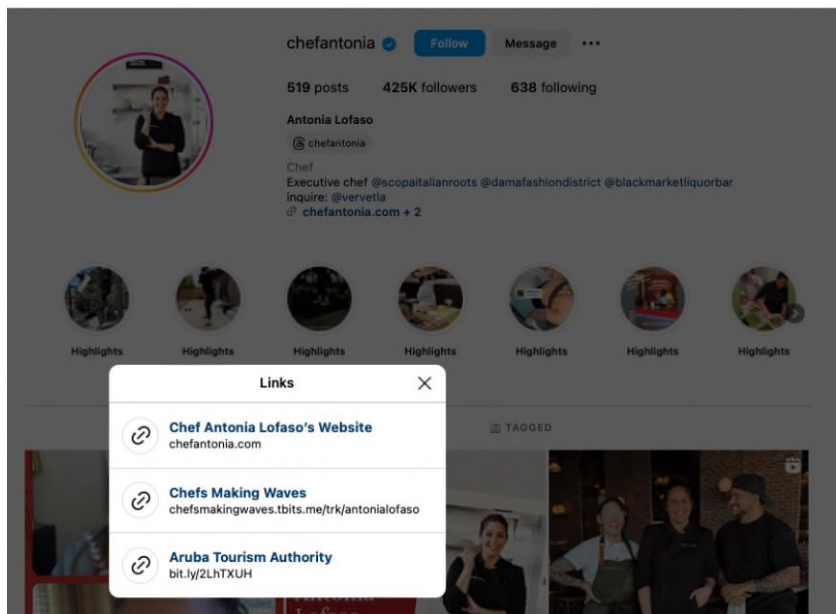 chefantonia Follow Message •••
519 posts 425K followers 638 following
Antonia Lofaso
chefantonia
Chef
Executive chef @scopaitalianroots @damafashiondistrict @blackmarketliquorbar
inquire: @vervetla
chefantonia.com + 2
Highlights Highlights Highlights Highlights Highlights Highlights Highlights
Links
Chef Antonia Lofaso's Website
chefantonia.com
TAGGED
Chefs Making Waves
chefsmakingwaves.tbits.me/trk/antonialofaso
Aruba Tourism Authority
bit.ly/2LhTXUH
Antonia
Lofaso